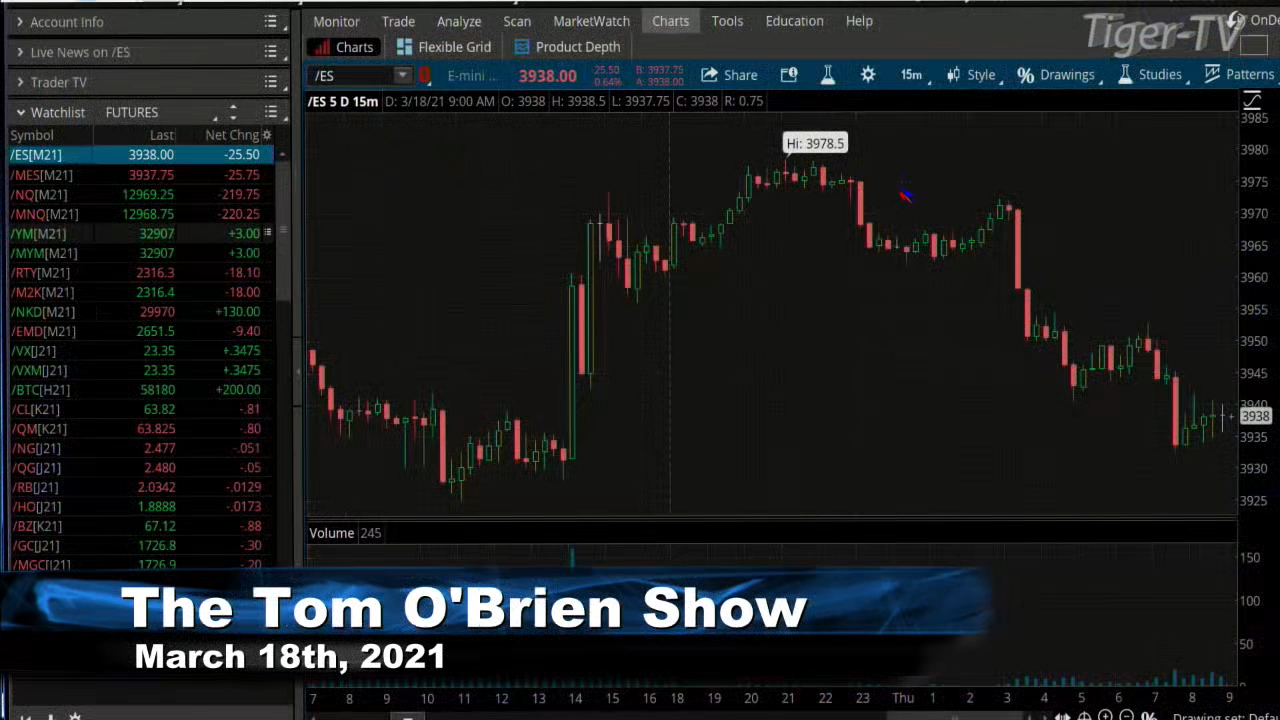 Account Info
Live News on /ES
Trader TV
Watchlist FUTURES
Symbol Last Net Chng
/ES[M21] 3938.00 -25.50
/MES[M21] 3937.75 -25.75
/NQ[M21] 12969.25 -219.75
/MNQ[M21] 12968.75 -220.25
/YM[M21] 32907 +3.00
/MYM[M21] 32907 +3.00
/RTY[M21] 2316.3 -18.10
/M2K[M21] 2316.4 -18.00
/NKD[M21] 29970 +130.00
/EMD[M21] 2651.5 -9.40
/VX[J21] 23.35 +.3475
/VXM[J21] 23.35 +.3475
/BTC[H21] 58180 +200.00
/CL[K21] 63.82 -.81
/QM[K21] 63.825 -.80
/NG[J21] 2.477 -.051
/QG[J21] 2.480 -.05
/RB[J21] 2.0342 -.0129
/HO[J21] 1.8888 -.0173
/BZ[K21] 67.12 -.88
/GC[J21] 1726.8 -.30
/MGC[J21] 1726.9 -.20
Monitor Trade Analyze Scan MarketWatch Charts Tools Education Help
Tiger-TV
OnDe
Charts Flexible Grid Product Depth
/ES E-mini ... 3938.00 -25.50 0.64% B: 3937.75 A: 3938.00 Share 15m Style Drawings Studies Patterns
/ES 5 D 15m D: 3/18/21 9:00 AM O: 3938 H: 3938.5 L: 3937.75 C: 3938 R: 0.75
Hi: 3978.5
3985
3980
3975
3970
3965
3960
3955
3950
3945
3940
3938
3935
3930
3925
Volume 245
150
100
50
The Tom O'Brien Show
March 18th, 2021
7 8 9 10 11 12 13 14 15 16 18 17 18 19 20 21 22 23 Thu 1 2 3 4 5 6 7 8 9
Drawing set: Defa